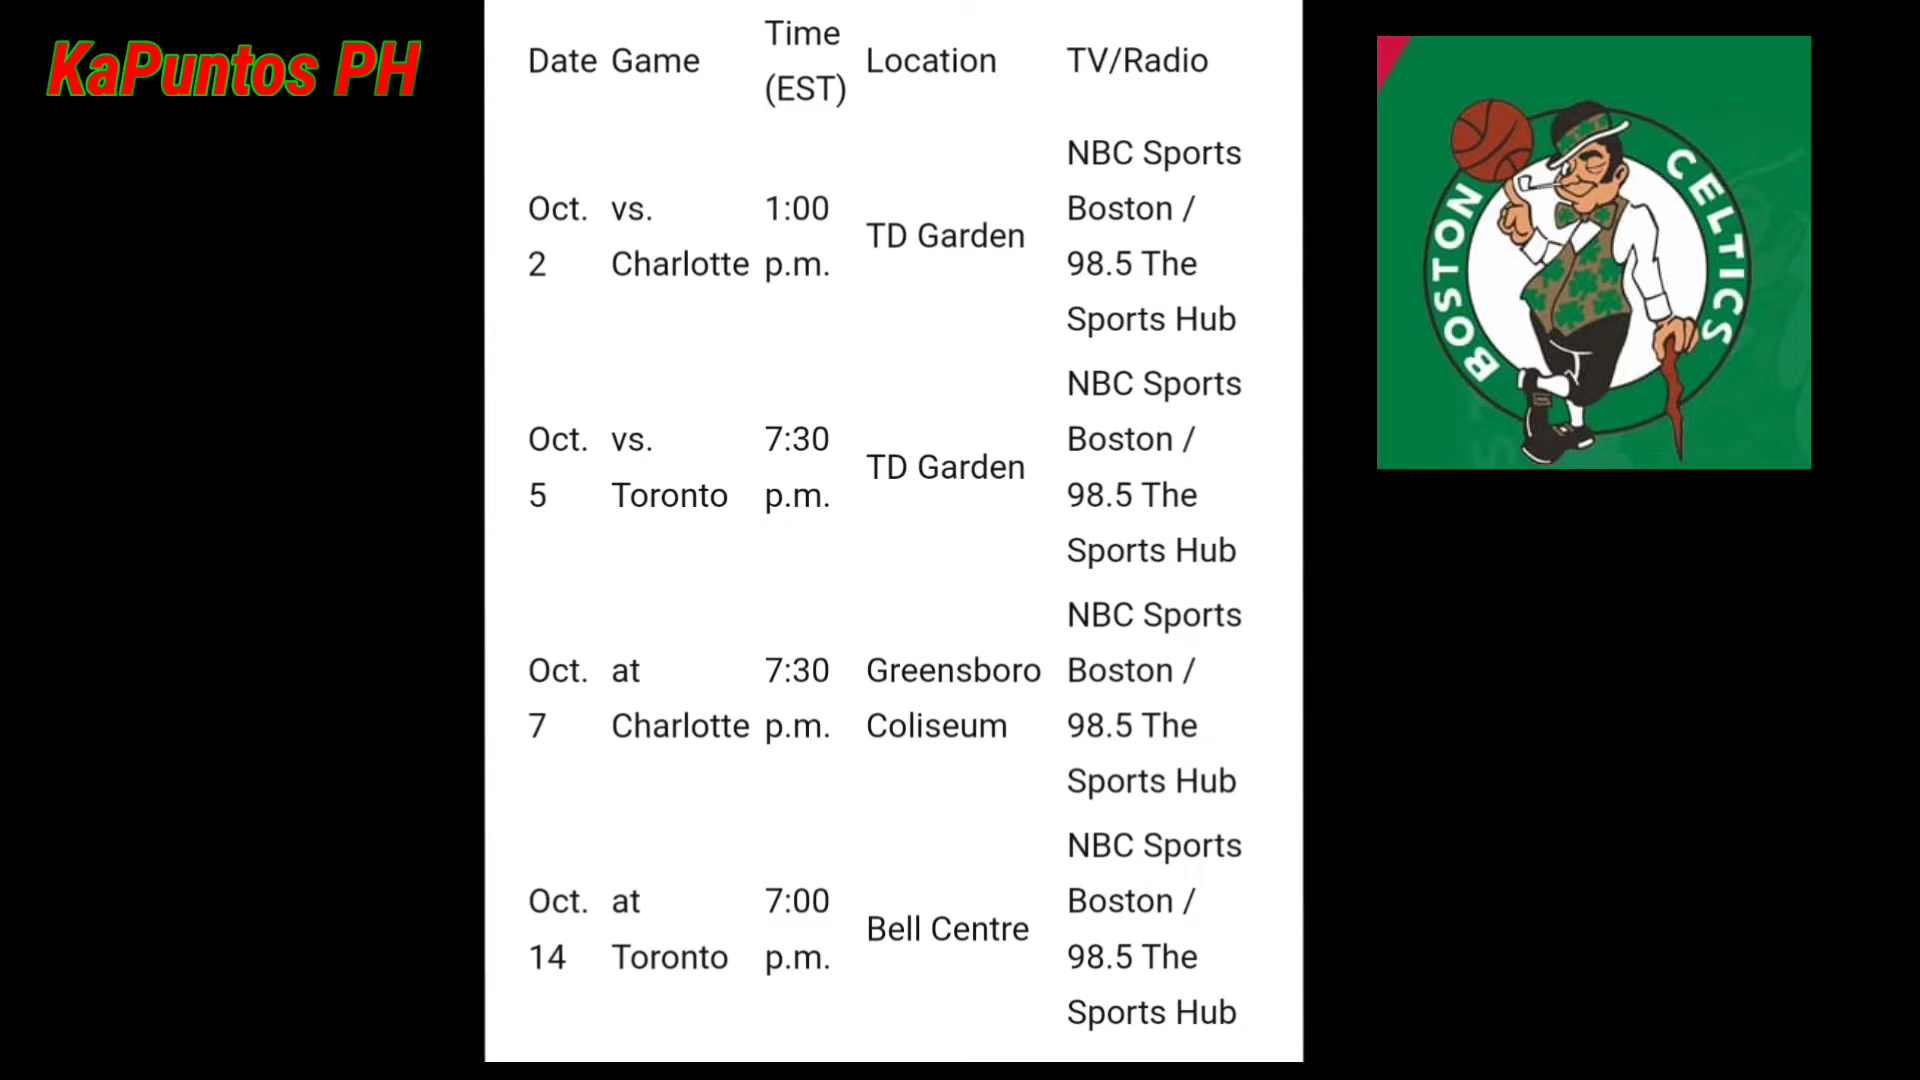 KaPuntos PH
Date Game Time (EST) Location TV/Radio
NBC Sports
Oct. vs. 1:00 Boston /
TD Garden
2 Charlotte p.m. 98.5 The
Sports Hub
NBC Sports
Oct. vs. 7:30 Boston /
TD Garden
5 Toronto p.m. 98.5 The
Sports Hub
NBC Sports
Oct. at 7:30 Greensboro Boston /
7 Charlotte p.m. Coliseum 98.5 The
Sports Hub
NBC Sports
Oct. at 7:00 Boston /
Bell Centre
14 Toronto p.m. 98.5 The
Sports Hub
BOSTON CELTICS